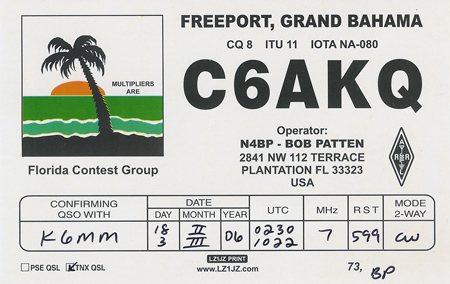 FREEPORT, GRAND BAHAMA
CQ 8 ITU 11 IOTA NA-080
C6AKQ
MULTIPLIERS
ARE
Florida Contest Group
Operator:
N4BP - BOB PATTEN
2841 NW 112 TERRACE
PLANTATION FL 33323
USA
ARRL
CONFIRMING
QSO WITH
DATE
DAY MONTH YEAR
UTC
MHz
R S T
MODE
2-WAY
K6MM 18 II 06 0230 7 599 CW
3 III 1022
PSE QSL TNX QSL
LZ1JZ PRINT
www.LZ1JZ.com
73, BP